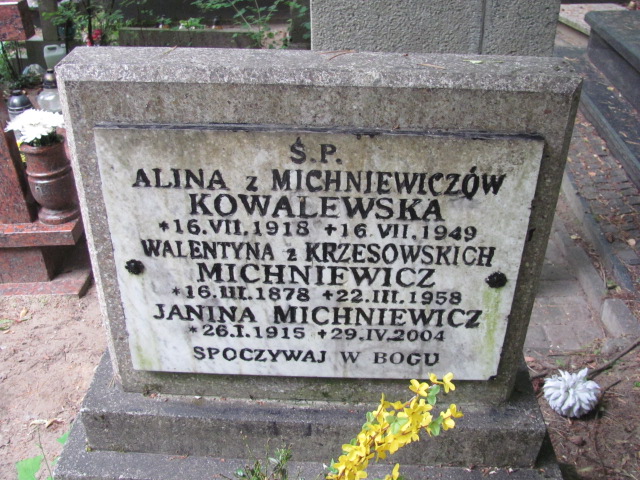 Ś.P.
ALINA z MICHNIEWICZÓW
KOWALEWSKA
*16.VII.1918 +16.VII.1949
WALENTYNA z KRZESOWSKICH
MICHNIEWICZ
*16.III.1878 +22.III.1958
JANINA MICHNIEWICZ
*26.I.1915 +29.IV.2004
SPOCZYWAJ W BOGU